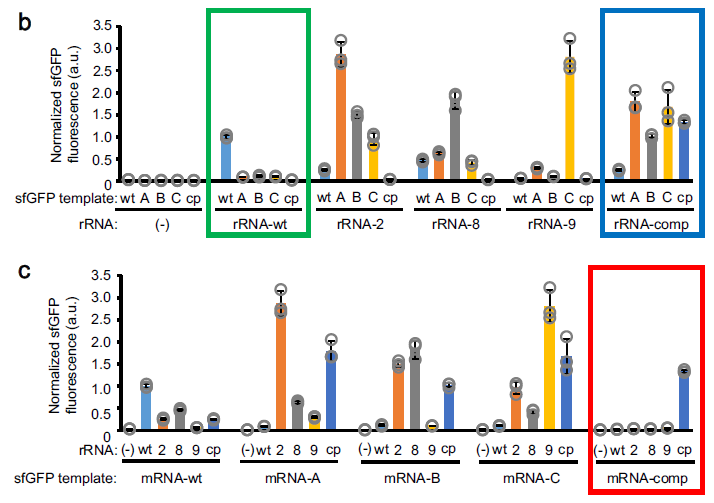 b
Normalized sfGFP
fluorescence (a.u.)
3.5
3.0
2.5
2.0
1.5
1.0
0.5
0
sfGFP template: wt A B C cp wt A B C cp wt A B C cp wt A B C cp wt A B C cp wt A B C cp
rRNA: (-) rRNA-wt rRNA-2 rRNA-8 rRNA-9 rRNA-comp
c
Normalized sfGFP
fluorescence (a.u.)
3.5
3.0
2.5
2.0
1.5
1.0
0.5
0
rRNA: (-) wt 2 8 9 cp (-) wt 2 8 9 cp (-) wt 2 8 9 cp (-) wt 2 8 9 cp (-) wt 2 8 9 cp
sfGFP template: mRNA-wt mRNA-A mRNA-B mRNA-C mRNA-comp